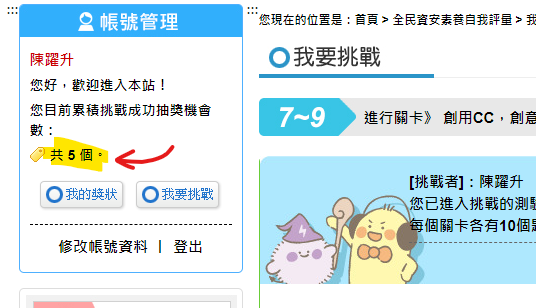 帳號管理
陳躍升
您好，歡迎進入本站！
您目前累積挑戰成功抽獎機會
數：
共 5 個。
我的獎狀
我要挑戰
修改帳號資料 | 登出
您現在的位置是：首頁 > 全民資安素養自我評量 > 我
我要挑戰
7~9
進行關卡》 創用CC，創意
[挑戰者]：陳躍升
您已進入挑戰的測驗
每個關卡各有10個題